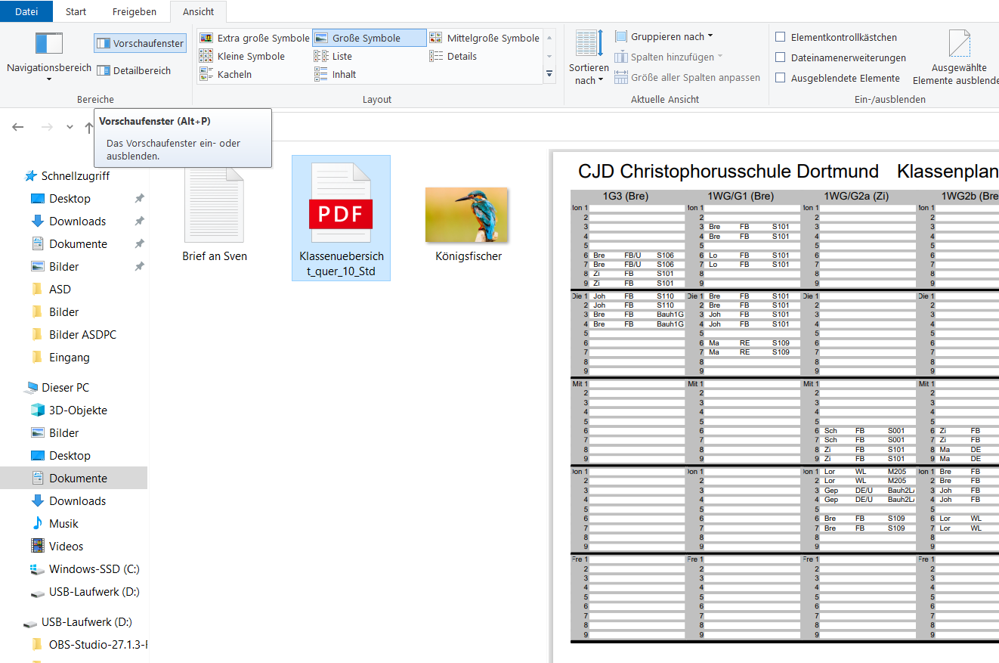 Datei Start Freigeben Ansicht
Navigationsbereich
Vorschaufenster
Detailbereich
Bereiche
Extra große Symbole Große Symbole Mittelgroße Symbole
Kleine Symbole Liste Details
Kacheln Inhalt
Layout
Sortieren
nach
Gruppieren nach
Spalten hinzufügen
Größe aller Spalten anpassen
Aktuelle Ansicht
Elementkontrollkästchen
Dateinamenerweiterungen
Ausgeblendete Elemente
Ausgewählte
Elemente ausblende
Ein-/ausblenden
Vorschaufenster (Alt+P)
Das Vorschaufenster ein- oder
ausblenden.
Schnellzugriff
Desktop
Downloads
Dokumente
Bilder
ASD
Bilder
Bilder ASDPC
Eingang
Dieser PC
3D-Objekte
Bilder
Desktop
Dokumente
Downloads
Musik
Videos
Windows-SSD (C:)
USB-Laufwerk (D:)
USB-Laufwerk (D:)
OBS-Studio-27.1.3-F
Brief an Sven
PDF
Klassenuebersich
t_quer_10_Std
Königsfischer
CJD Christophorusschule Dortmund Klassenplan
1G3 (Bre) 1WG/G1 (Bre) 1WG/G2a (Zi) 1WG2b (Bre
Ion 1 Ion 1 Ion 1 Ion 1
2 2 2 2
3 3 Bre FB S101 3 3
4 4 Bre FB S101 4 4
5 5 5 5
6 Bre FB/U S106 6 Lo FB S101 6 6
7 Bre FB/U S106 7 Lo FB S101 7 7
8 Zi FB S101 8 8 8
9 Zi FB S101 9 9 9
Die 1 Joh FB S110 Die 1 Bre FB S101 Die 1 Die 1
2 Joh FB S110 2 Bre FB S101 2 2
3 Bre FB Bauh1G 3 Joh FB S101 3 3
4 Bre FB Bauh1G 4 Joh FB S101 4 4
5 5 5 5
6 6 Ma RE S109 6 6
7 7 Ma RE S109 7 7
8 8 8 8
9 9 9 9
Mit 1 Mit 1 Mit 1 Mit 1
2 2 2 2
3 3 3 3
4 4 4 4
5 5 5 5
6 6 6 Sch FB S001 6 Zi FB
7 7 7 Sch FB S001 7 Zi FB
8 8 8 Zi FB S101 8 Ma DE
9 9 9 Zi FB S101 9 Ma DE
Ion 1 Ion 1 Ion 1 Lor WL M205 Ion 1 Bre FB
2 2 2 Lor WL M205 2 Bre FB
3 3 3 Gep DE/U Bauh2L 3 Joh FB
4 4 4 Gep DE/U Bauh2L 4 Joh FB
5 5 5 5
6 6 6 Bre FB S109 6 Lor WL
7 7 7 Bre FB S109 7 Lor WL
8 8 8 8
9 9 9 9
Fre 1 Fre 1 Fre 1 Fre 1
2 2 2 2
3 3 3 3
4 4 4 4
5 5 5 5
6 6 6 6
7 7 7 7
8 8 8 8
9 9 9 9